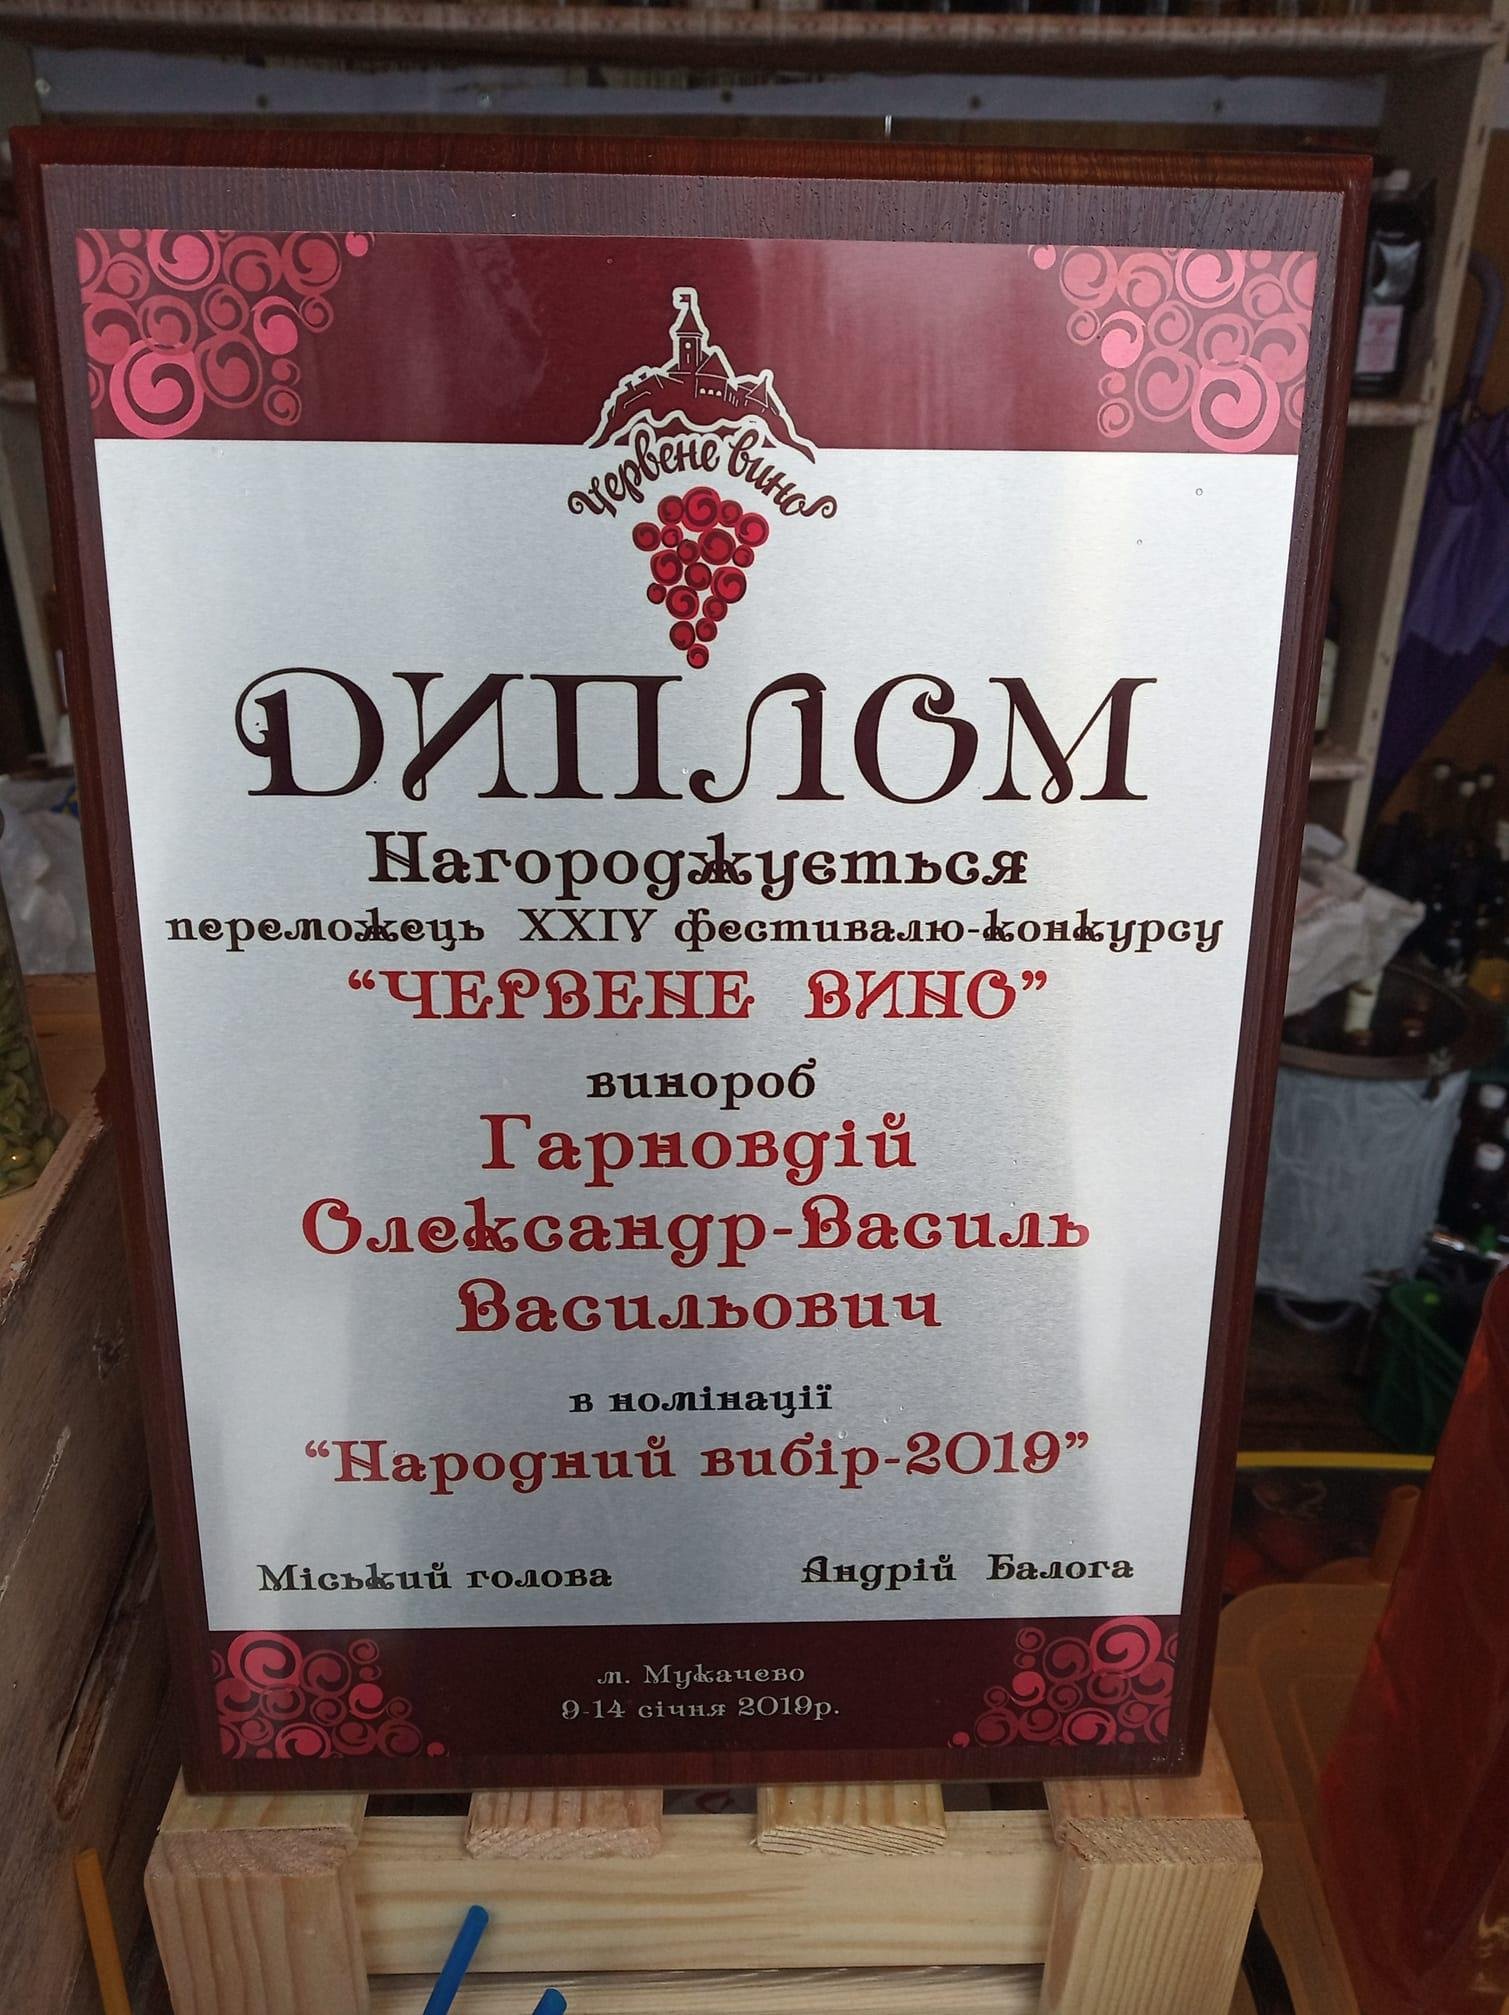 Червене вино
ДИПЛОМ
Нагороджується
переможець XXIV фестивалю-конкурсу
“ЧЕРВЕНЕ ВИНО”
винороб
Гарновдій
Олександр-Василь
Васильович
в номінації
“Народний вибір-2019”
Міський голова Андрій Балога
м. Мукачево
9-14 січня 2019р.